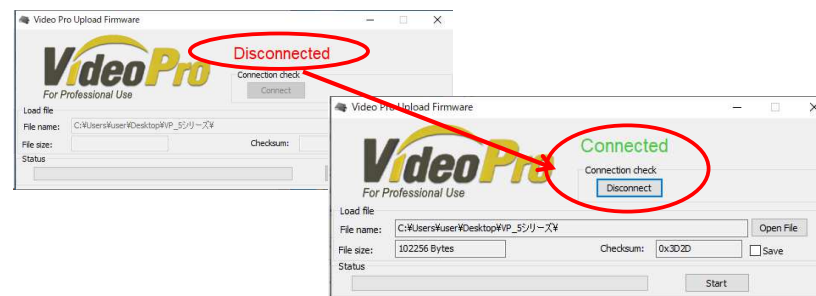 Video Pro Upload Firmware
VideoPro
For Professional Use
Disconnected
Connection check
Connect
Load file
File name: C:¥Users¥user¥Desktop¥VP_5シリーズ¥
File size:
Checksum:
Status
Video Pro Upload Firmware
VideoPro
For Professional Use
Connected
Connection check
Disconnect
Load file
File name: C:¥Users¥user¥Desktop¥VP_5シリーズ¥ Open File
File size: 102256 Bytes Checksum: 0x3D2D Save
Status
Start